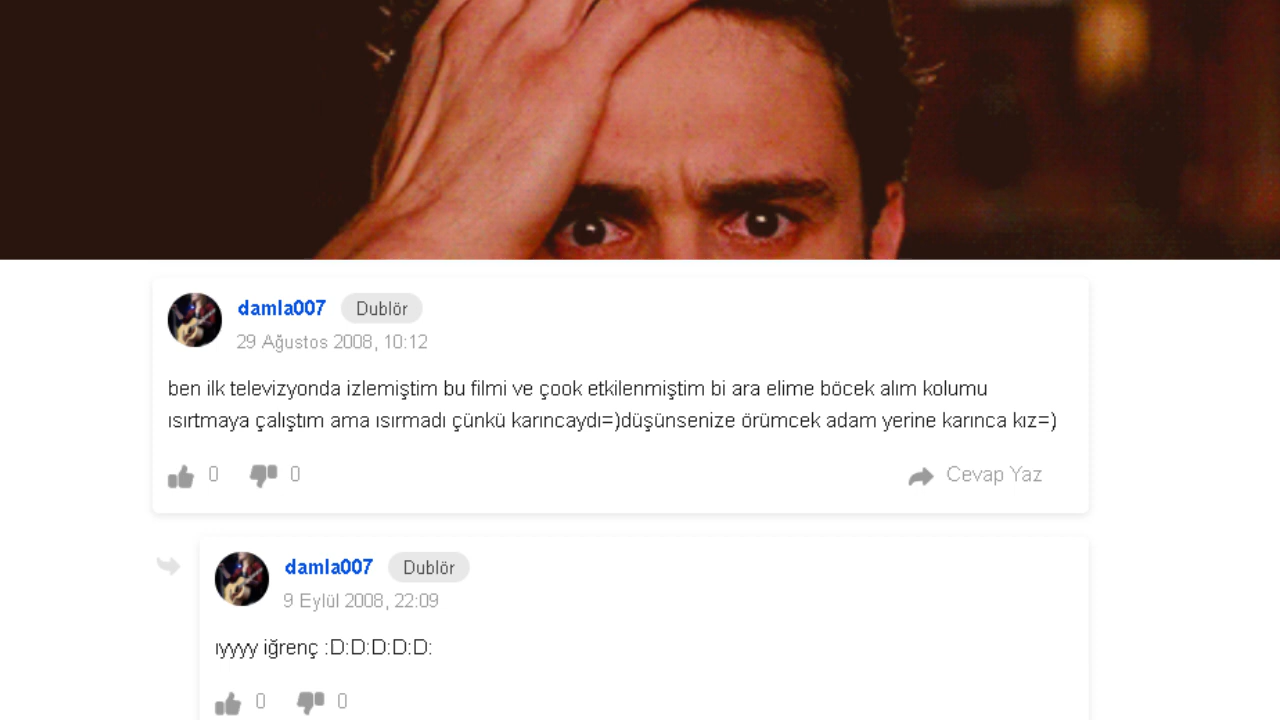 damla007 Dublör
29 Ağustos 2008, 10:12
ben ilk televizyonda izlemiştim bu filmi ve çook etkilenmiştim bi ara elime böcek alım kolumu
ısırtmaya çalıştım ama ısırmadı çünkü karıncaydı=)düşünsenize örümcek adam yerine karınca kız=)
0 0 Cevap Yaz
damla007 Dublör
9 Eylül 2008, 22:09
ıyyyy iğrenç :D:D:D:D:D:
0 0